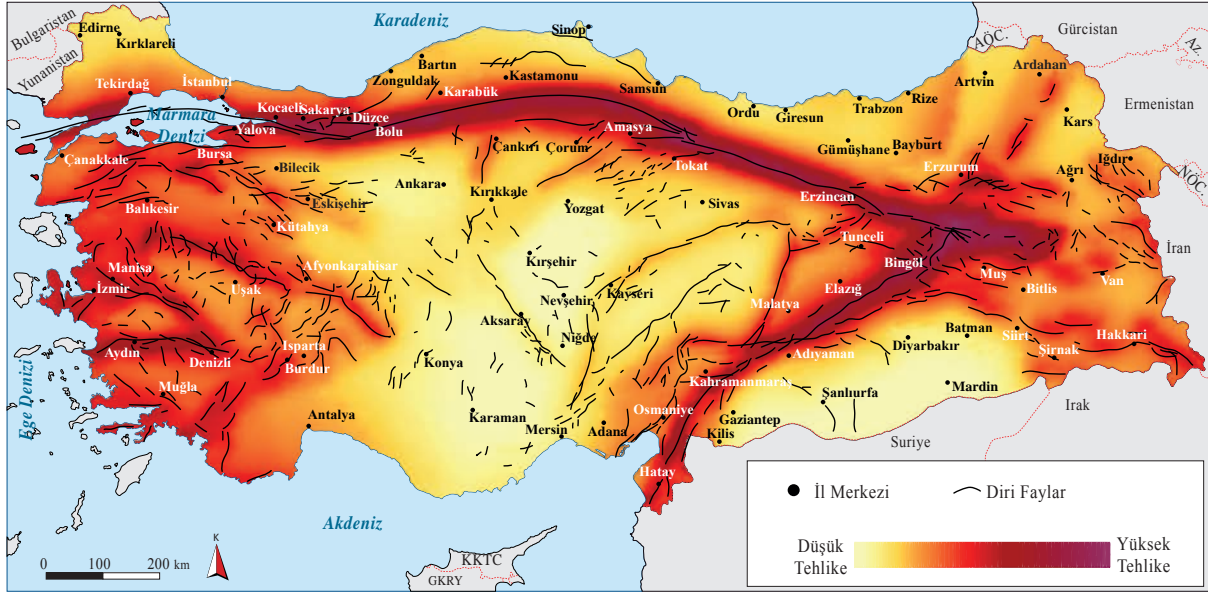 Bulgaristan
Yunanistan
Edirne
Kırklareli
Karadeniz
Sinop
Gürcistan
AÖC.
Az.
Tekirdağ
İstanbul
Zonguldak
Bartın
Kastamonu
Karabük
Samsun
Artvin
Ardahan
Ermenistan
Kars
Marmara
Denizi
Kocaeli
Sakarya
Düzce
Yalova
Bolu
Ordu
Giresun
Trabzon
Rize
Amasya
Çanakkale
Bursa
Bilecik
Çankırı
Çorum
Tokat
Gümüşhane
Bayburt
Erzurum
Iğdır
Ağrı
NÖC.
Balıkesir
Eskişehir
Ankara
Kırıkkale
Yozgat
Sivas
Erzincan
Kütahya
Tunceli
İran
Manisa
İzmir
Uşak
Afyonkarahisar
Kırşehir
Nevşehir
Kayseri
Bingöl
Elazığ
Malatya
Muş
Bitlis
Van
Aksaray
Niğde
Aydın
Denizli
Isparta
Burdur
Konya
Batman
Diyarbakır
Siirt
Şırnak
Hakkari
Adıyaman
Kahramanmaraş
Ege Denizi
Muğla
Antalya
Karaman
Mersin
Adana
Osmaniye
Gaziantep
Kilis
Şanlıurfa
Mardin
Irak
Suriye
Hatay
Akdeniz
KKTC
GKRY
K
0 100 200 km
İl Merkezi
Diri Faylar
Düşük
Tehlike
Yüksek
Tehlike